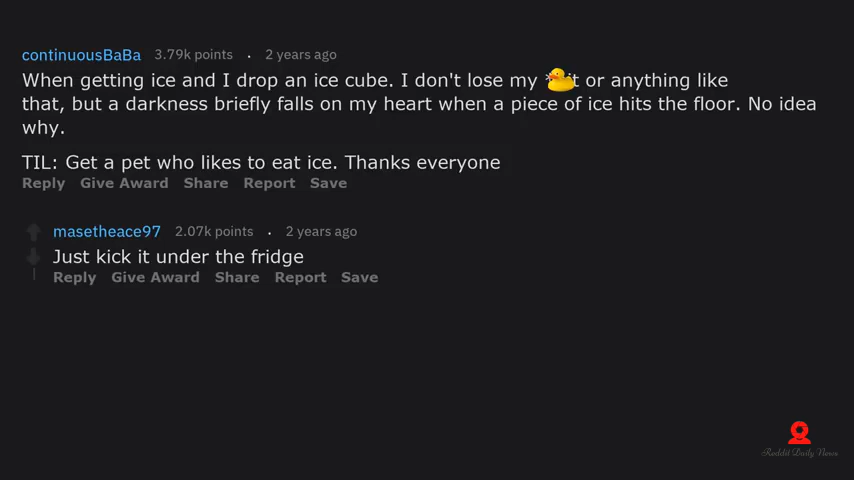 continuousBaBa 3.79k points . 2 years ago
When getting ice and I drop an ice cube. I don't lose my t or anything like
that, but a darkness briefly falls on my heart when a piece of ice hits the floor. No idea
why.
TIL: Get a pet who likes to eat ice. Thanks everyone
Reply Give Award Share Report Save
masetheace97 2.07k points . 2 years ago
Just kick it under the fridge
Reply Give Award Share Report Save
Reddit Daily News